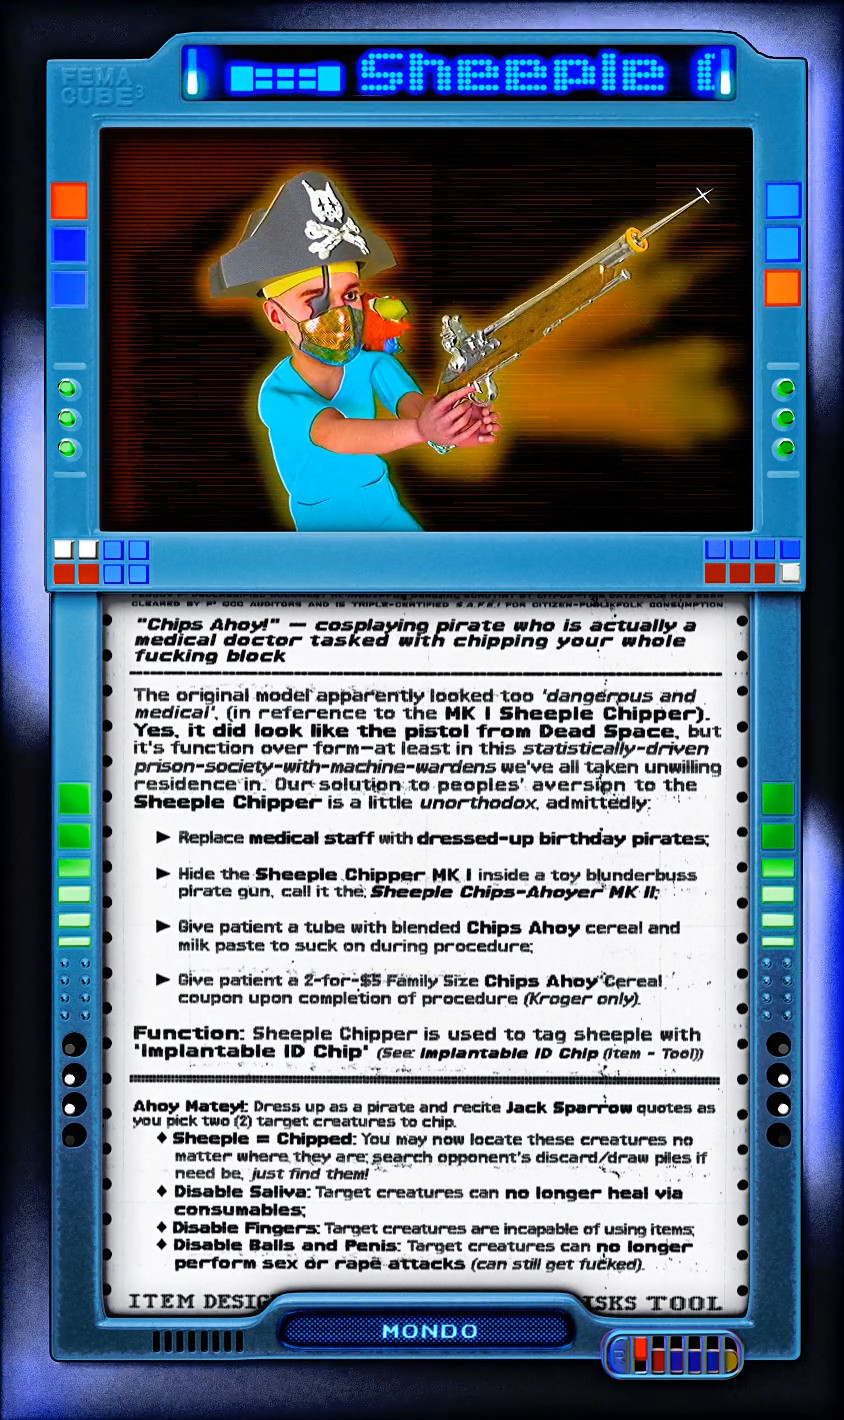 FEMA
CUBE³
Sheeple (
CLEARED BY P² QCC AUDITORS AND IS TRIPLE-CERTIFIED S.A.F.E.! FOR CITIZEN-PUBLIKFOLK CONSUMPTION
"Chips Ahoy!" — cosplaying pirate who is actually a
medical doctor tasked with chipping your whole
fucking block
The original model apparently looked too 'dangerous and
medical', (in reference to the MK I Sheeple Chipper).
Yes, it did look like the pistol from Dead Space, but
it's function over form—at least in this statistically-driven
prison-society-with-machine-wardens we've all taken unwilling
residence in. Our solution to peoples' aversion to the
Sheeple Chipper is a little unorthodox, admittedly:
► Replace medical staff with dressed-up birthday pirates;
► Hide the Sheeple Chipper MK I inside a toy blunderbuss
pirate gun, call it the; Sheeple Chips-Ahoyer MK II;
► Give patient a tube with blended Chips Ahoy cereal and
milk paste to suck on during procedure;
► Give patient a 2-for-$5 Family Size Chips Ahoy Cereal
coupon upon completion of procedure (Kroger only).
Function: Sheeple Chipper is used to tag sheeple with
'Implantable ID Chip' (See: Implantable ID Chip (Item - Tool))
Ahoy Matey!: Dress up as a pirate and recite Jack Sparrow quotes as
you pick two (2) target creatures to chip.
♦ Sheeple = Chipped: You may now locate these creatures no
matter where they are; search opponent's discard/draw piles if
need be, just find them!
♦ Disable Saliva: Target creatures can no longer heal via
consumables;
♦ Disable Fingers: Target creatures are incapable of using items;
♦ Disable Balls and Penis: Target creatures can no longer
perform sex or rape attacks (can still get fucked).
ITEM DESIG
ISKS TOOL
MONDO